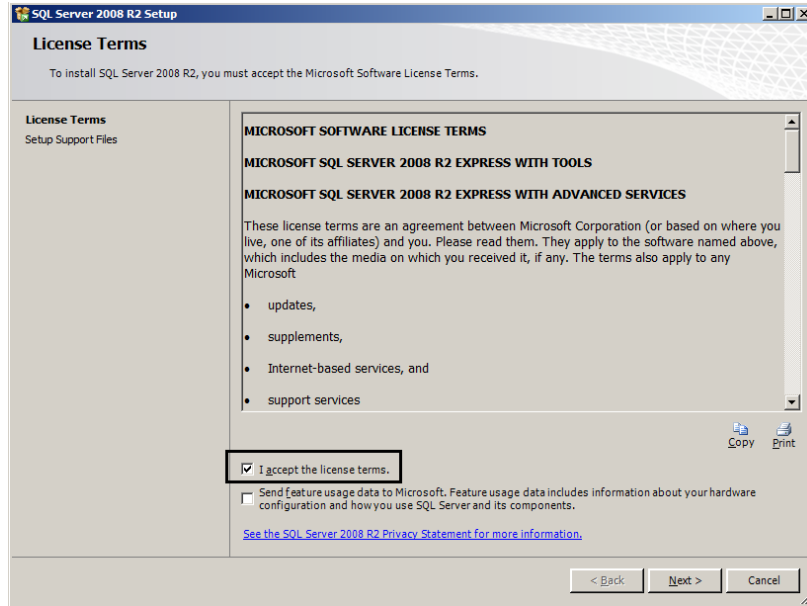 SQL Server 2008 R2 Setup
License Terms
To install SQL Server 2008 R2, you must accept the Microsoft Software License Terms.
License Terms
Setup Support Files
MICROSOFT SOFTWARE LICENSE TERMS
MICROSOFT SQL SERVER 2008 R2 EXPRESS WITH TOOLS
MICROSOFT SQL SERVER 2008 R2 EXPRESS WITH ADVANCED SERVICES
These license terms are an agreement between Microsoft Corporation (or based on where you
live, one of its affiliates) and you. Please read them. They apply to the software named above,
which includes the media on which you received it, if any. The terms also apply to any
Microsoft
• updates,
• supplements,
• Internet-based services, and
• support services
Copy Print
I accept the license terms.
Send feature usage data to Microsoft. Feature usage data includes information about your hardware
configuration and how you use SQL Server and its components.
See the SQL Server 2008 R2 Privacy Statement for more information.
< Back Next > Cancel